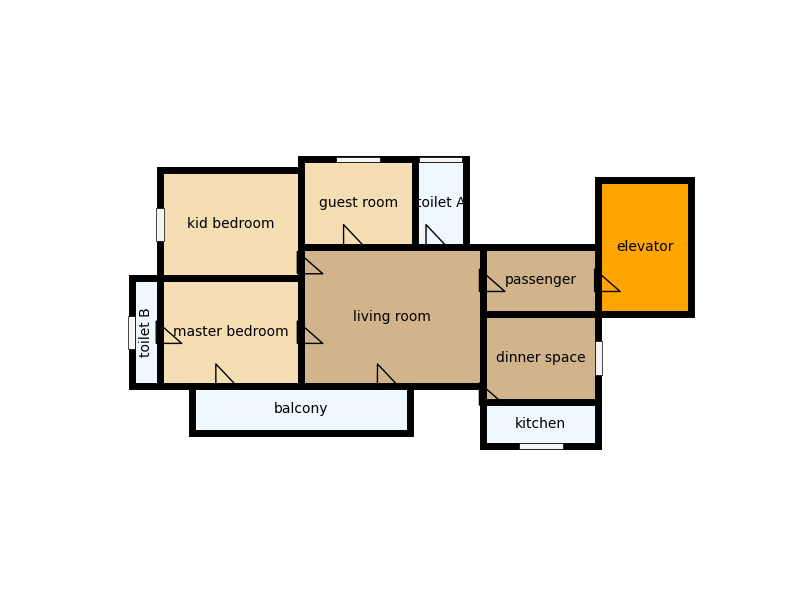 guest room
toilet A
kid bedroom
elevator
passenger
living room
toilet B
master bedroom
dinner space
balcony
kitchen